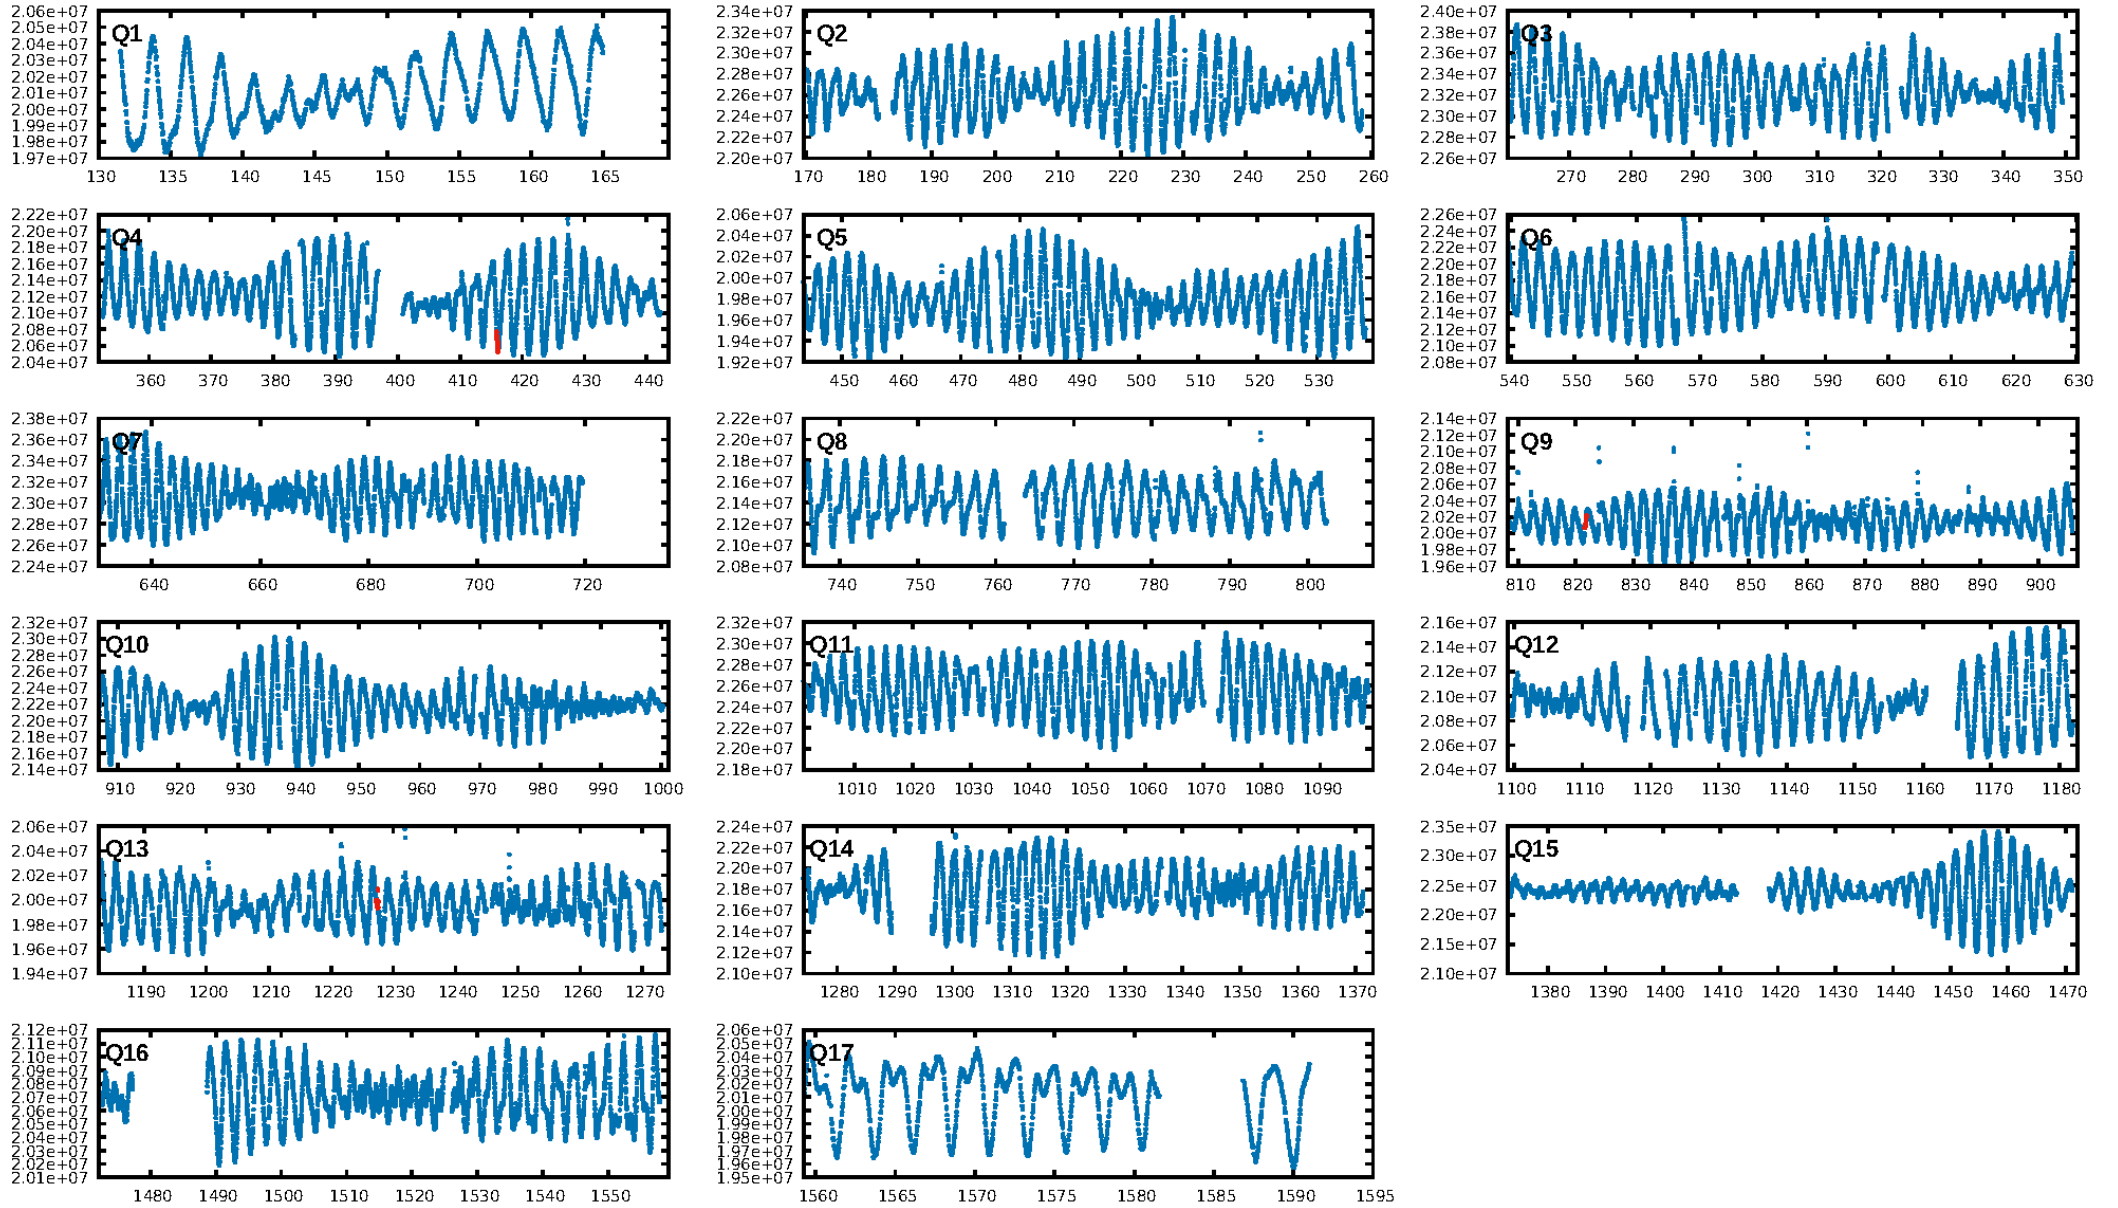 2.06e+07 2.05e+07 2.04e+07 2.03e+07 2.02e+07 2.01e+07 2.00e+07 1.99e+07 1.98e+07 1.97e+07
Q1
130 135 140 145 150 155 160 165
2.34e+07 2.32e+07 2.30e+07 2.28e+07 2.26e+07 2.24e+07 2.22e+07 2.20e+07
Q2
170 180 190 200 210 220 230 240 250 260
2.40e+07 2.38e+07 2.36e+07 2.34e+07 2.32e+07 2.30e+07 2.28e+07 2.26e+07
Q3
270 280 290 300 310 320 330 340 350
2.22e+07 2.20e+07 2.18e+07 2.16e+07 2.14e+07 2.12e+07 2.10e+07 2.08e+07 2.06e+07 2.04e+07
Q4
360 370 380 390 400 410 420 430 440
2.06e+07 2.04e+07 2.02e+07 2.00e+07 1.98e+07 1.96e+07 1.94e+07 1.92e+07
Q5
450 460 470 480 490 500 510 520 530
2.26e+07 2.24e+07 2.22e+07 2.20e+07 2.18e+07 2.16e+07 2.14e+07 2.12e+07 2.10e+07 2.08e+07
Q6
540 550 560 570 580 590 600 610 620 630
2.38e+07 2.36e+07 2.34e+07 2.32e+07 2.30e+07 2.28e+07 2.26e+07 2.24e+07
Q7
640 660 680 700 720
2.22e+07 2.20e+07 2.18e+07 2.16e+07 2.14e+07 2.12e+07 2.10e+07 2.08e+07
Q8
740 750 760 770 780 790 800
2.14e+07 2.12e+07 2.10e+07 2.08e+07 2.06e+07 2.04e+07 2.02e+07 2.00e+07 1.98e+07 1.96e+07
Q9
810 820 830 840 850 860 870 880 890 900
2.32e+07 2.30e+07 2.28e+07 2.26e+07 2.24e+07 2.22e+07 2.20e+07 2.18e+07 2.16e+07 2.14e+07
Q10
910 920 930 940 950 960 970 980 990 1000
2.32e+07 2.30e+07 2.28e+07 2.26e+07 2.24e+07 2.22e+07 2.20e+07 2.18e+07
Q11
1010 1020 1030 1040 1050 1060 1070 1080 1090
2.16e+07 2.14e+07 2.12e+07 2.10e+07 2.08e+07 2.06e+07 2.04e+07
Q12
1100 1110 1120 1130 1140 1150 1160 1170 1180
2.06e+07 2.04e+07 2.02e+07 2.00e+07 1.98e+07 1.96e+07 1.94e+07
Q13
1190 1200 1210 1220 1230 1240 1250 1260 1270
2.24e+07 2.22e+07 2.20e+07 2.18e+07 2.16e+07 2.14e+07 2.12e+07 2.10e+07
Q14
1280 1290 1300 1310 1320 1330 1340 1350 1360 1370
2.35e+07 2.30e+07 2.25e+07 2.20e+07 2.15e+07 2.10e+07
Q15
1380 1390 1400 1410 1420 1430 1440 1450 1460 1470
2.12e+07 2.11e+07 2.10e+07 2.09e+07 2.08e+07 2.07e+07 2.06e+07 2.05e+07 2.04e+07 2.03e+07 2.02e+07 2.01e+07
Q16
1480 1490 1500 1510 1520 1530 1540 1550
2.06e+07 2.05e+07 2.04e+07 2.03e+07 2.02e+07 2.01e+07 2.00e+07 1.99e+07 1.98e+07 1.97e+07 1.96e+07 1.95e+07
Q17
1560 1565 1570 1575 1580 1585 1590 1595